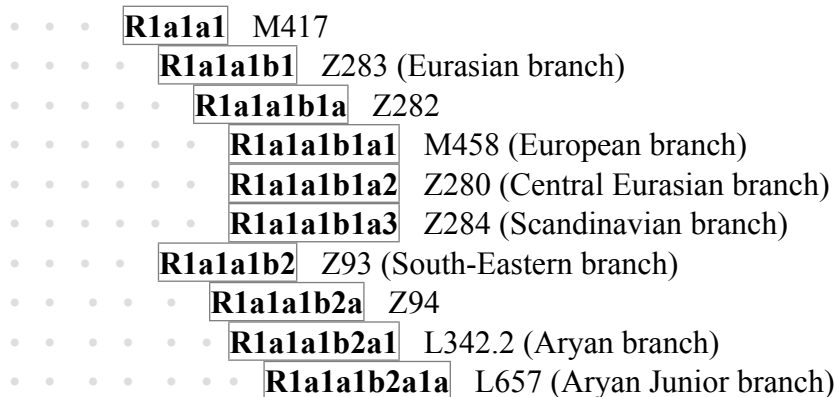 R1a1a1 M417
R1a1a1b1 Z283 (Eurasian branch)
R1a1a1b1a Z282
R1a1a1b1a1 M458 (European branch)
R1a1a1b1a2 Z280 (Central Eurasian branch)
R1a1a1b1a3 Z284 (Scandinavian branch)
R1a1a1b2 Z93 (South-Eastern branch)
R1a1a1b2a Z94
R1a1a1b2a1 L342.2 (Aryan branch)
R1a1a1b2a1a L657 (Aryan Junior branch)